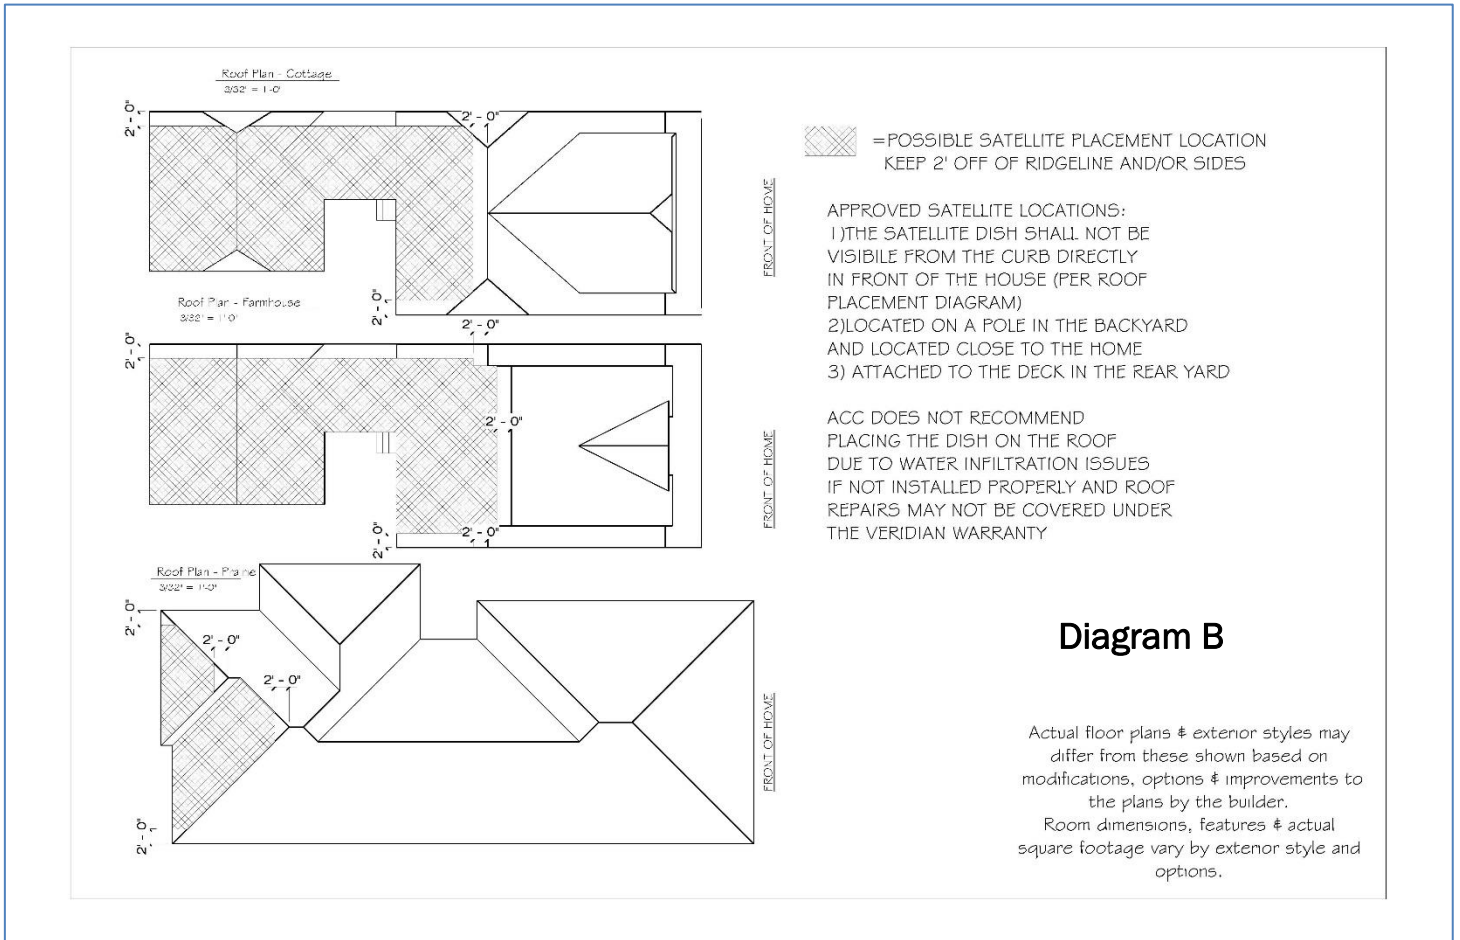 Roof Plan - Cottage
3/32" = 1'-0"
2' - 0"
2' - 0"
2' - 0"
FRONT OF HOME
Roof Plan - Farmhouse
3/32" = 1'-0"
2' - 0"
2' - 0"
2' - 0"
2' - 0"
2' - 0"
FRONT OF HOME
Roof Plan - Prairie
3/32" = 1'-0"
2' - 0"
2' - 0"
2' - 0"
2' - 0"
FRONT OF HOME
=POSSIBLE SATELLITE PLACEMENT LOCATION
KEEP 2' OFF OF RIDGELINE AND/OR SIDES
APPROVED SATELLITE LOCATIONS:
1)THE SATELLITE DISH SHALL NOT BE
VISIBILE FROM THE CURB DIRECTLY
IN FRONT OF THE HOUSE (PER ROOF
PLACEMENT DIAGRAM)
2)LOCATED ON A POLE IN THE BACKYARD
AND LOCATED CLOSE TO THE HOME
3) ATTACHED TO THE DECK IN THE REAR YARD
ACC DOES NOT RECOMMEND
PLACING THE DISH ON THE ROOF
DUE TO WATER INFILTRATION ISSUES
IF NOT INSTALLED PROPERLY AND ROOF
REPAIRS MAY NOT BE COVERED UNDER
THE VERIDIAN WARRANTY
Diagram B
Actual floor plans & exterior styles may
differ from these shown based on
modifications, options & improvements to
the plans by the builder.
Room dimensions, features & actual
square footage vary by exterior style and
options.